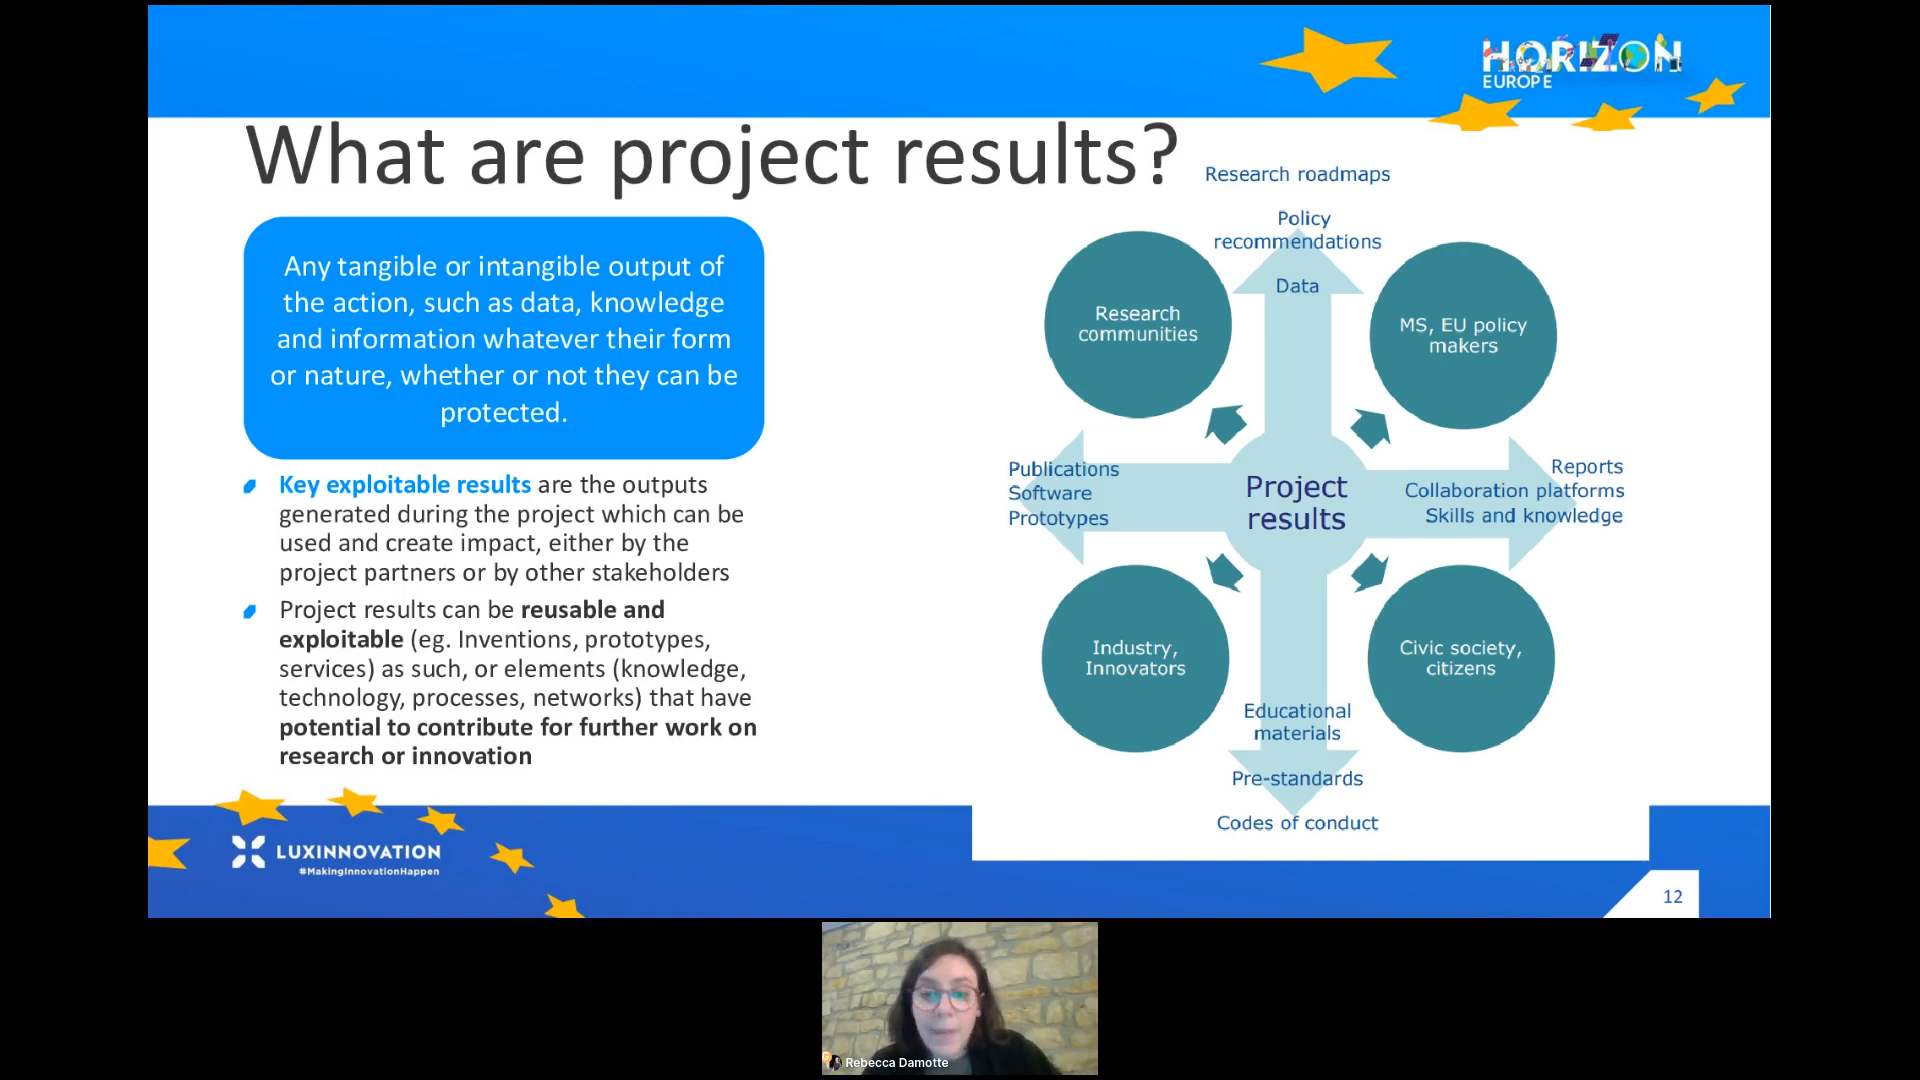 HORIZON
EUROPE
What are project results?
Any tangible or intangible output of
the action, such as data, knowledge
and information whatever their form
or nature, whether or not they can be
protected.
Key exploitable results are the outputs
generated during the project which can be
used and create impact, either by the
project partners or by other stakeholders
Project results can be reusable and
exploitable (eg. Inventions, prototypes,
services) as such, or elements (knowledge,
technology, processes, networks) that have
potential to contribute for further work on
research or innovation
Research roadmaps
Policy
recommendations
Data
Research
communities
MS, EU policy
makers
Publications
Software
Prototypes
Project
results
Reports
Collaboration platforms
Skills and knowledge
Industry,
Innovators
Civic society,
citizens
Educational
materials
Pre-standards
Codes of conduct
LUXINNOVATION
#MakingInnovationHappen
12
Rebecca Damotte